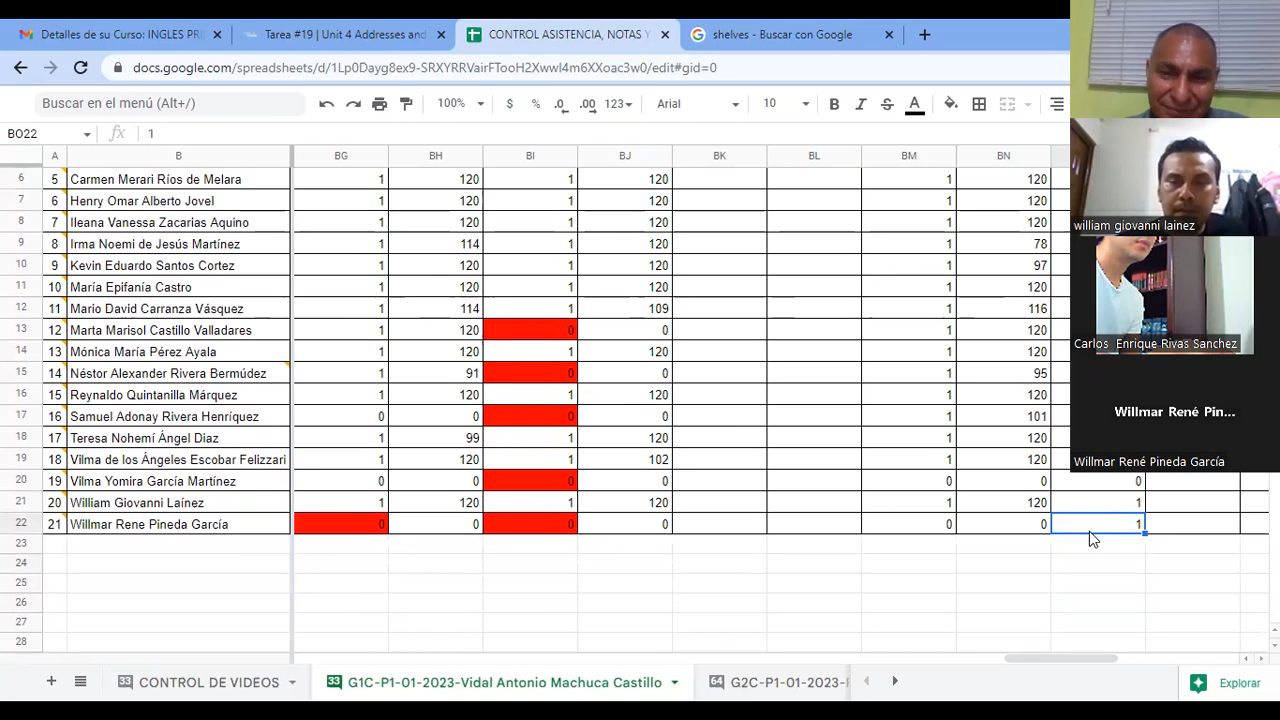 Detalles de su Curso: INGLES PRI
Tarea #19 | Unit 4 Addresses and
CONTROL ASISTENCIA, NOTAS Y
shelves - Buscar con Google
docs.google.com/spreadsheets/d/1Lp0Dayg8ex9-SRXYRRVairFTooH2XwwI4m6XXoac3w0/edit#gid=0
Buscar en el menú (Alt+/)
100% $ % .0 .00 123 Arial 10 B I S A
BO22 fx 1
A B BG BH BI BJ BK BL BM BN
6 5 Carmen Merari Ríos de Melara 1 120 1 120 1 120
7 6 Henry Omar Alberto Jovel 1 120 1 120 1 120
8 7 Ileana Vanessa Zacarias Aquino 1 120 1 120 1 120
9 8 Irma Noemi de Jesús Martínez 1 114 1 120 1 78
10 9 Kevin Eduardo Santos Cortez 1 120 1 120 1 97
11 10 María Epifanía Castro 1 120 1 120 1 120
12 11 Mario David Carranza Vásquez 1 114 1 109 1 116
13 12 Marta Marisol Castillo Valladares 1 120 0 0 1 120
14 13 Mónica María Pérez Ayala 1 120 1 120 1 120
15 14 Néstor Alexander Rivera Bermúdez 1 91 0 0 1 95
16 15 Reynaldo Quintanilla Márquez 1 120 1 120 1 120
17 16 Samuel Adonay Rivera Henríquez 0 0 0 0 1 101
18 17 Teresa Nohemí Ángel Diaz 1 99 1 120 1 120
19 18 Vilma de los Ángeles Escobar Felizzari 1 120 1 102 1 120
20 19 Vilma Yomira García Martínez 0 0 0 0 0 0 0
21 20 William Giovanni Laínez 1 120 1 120 1 120 1
22 21 Willmar Rene Pineda García 0 0 0 0 0 0 1
23
24
25
26
27
28
CONTROL DE VIDEOS
33 G1C-P1-01-2023-Vidal Antonio Machuca Castillo
64 G2C-P1-01-2023-
Explorar
william giovanni lainez
Carlos Enrique Rivas Sanchez
Willmar René Pin...
Willmar René Pineda García